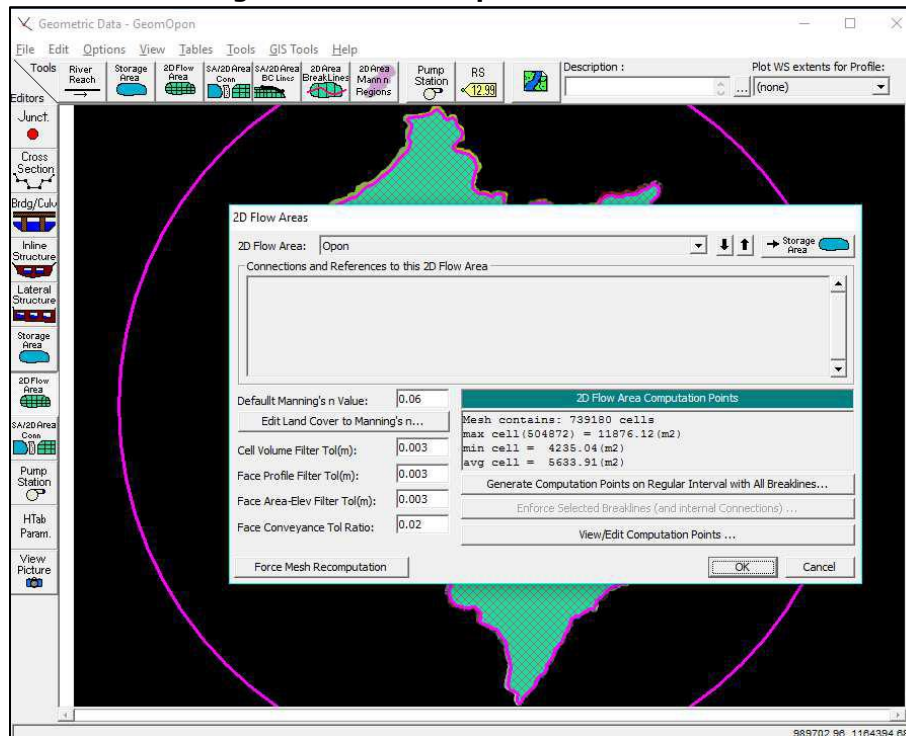 Geometric Data - GeomOpon
File Edit Options View Tables Tools GIS Tools Help
Tools
Editors
River Reach
Storage Area
2D Flow Area
SA/2D Area Conn
SA/2D Area BC Lines
2D Area BreakLines
2D Area Mann n Regions
Pump Station
RS
12.99
Description :
...
Plot WS extents for Profile:
(none)
Junct.
Cross Section
Brdg/Culv
Inline Structure
Lateral Structure
Storage Area
2D Flow Area
SA/2D Area Conn
Pump Station
HTab Param.
View Picture
2D Flow Areas
2D Flow Area: Opon
Storage Area
Connections and References to this 2D Flow Area
Defaullt Manning's n Value: 0.06
Edit Land Cover to Manning's n...
Cell Volume Filter Tol(m): 0.003
Face Profile Filter Tol(m): 0.003
Face Area-Elev Filter Tol(m): 0.003
Face Conveyance Tol Ratio: 0.02
Force Mesh Recomputation
2D Flow Area Computation Points
Mesh contains: 739180 cells
max cell(504872) = 11876.12(m2)
min cell = 4235.04(m2)
avg cell = 5633.91(m2)
Generate Computation Points on Regular Interval with All Breaklines...
Enforce Selected Breaklines (and internal Connections) ...
View/Edit Computation Points ...
OK Cancel
989702.96, 1164394.68